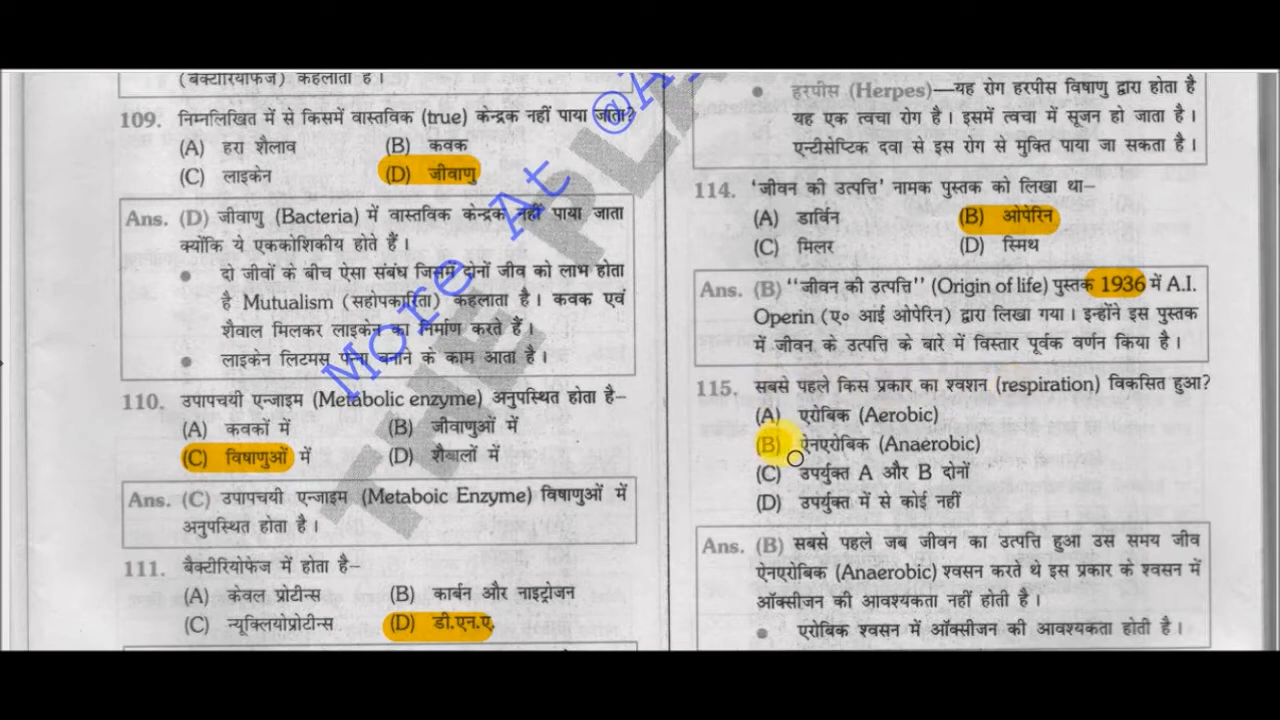 (बैक्टीरियोफेज) कहलाता है ।
109. निम्नलिखित में से किसमें वास्तविक (true) केन्द्रक नहीं पाया जाता?
(A) हरा शैलाव (B) कवक
(C) लाइकेन (D) जीवाणु
Ans. (D) जीवाणु (Bacteria) में वास्तविक केन्द्रक नहीं पाया जाता
क्योंकि ये एककोशिकीय होते हैं ।
● दो जीवों के बीच ऐसा संबंध जिसमें दोनों जीव को लाभ होता
है Mutualism (सहोपकारिता) कहलाता है । कवक एवं
शैवाल मिलकर लाइकेन का निर्माण करते हैं ।
● लाइकेन लिटमस पन्ना बनाने के काम आता है ।
110. उपापचयी एन्जाइम (Metabolic enzyme) अनुपस्थित होता है–
(A) कवकों में (B) जीवाणुओं में
(C) विषाणुओं में (D) शैवालों में
Ans. (C) उपापचयी एन्जाइम (Metaboic Enzyme) विषाणुओं में
अनुपस्थित होता है ।
111. बैक्टीरियोफेज में होता है–
(A) केवल प्रोटीन्स (B) कार्बन और नाइट्रोजन
(C) न्यूक्लियोप्रोटीन्स (D) डी.एन.ए.
● हरपीस (Herpes)—यह रोग हरपीस विषाणु द्वारा होता है
यह एक त्वचा रोग है । इसमें त्वचा में सूजन हो जाता है ।
एन्टीसेप्टिक दवा से इस रोग से मुक्ति पाया जा सकता है ।
114. 'जीवन की उत्पत्ति' नामक पुस्तक को लिखा था–
(A) डार्विन (B) ओपेरिन
(C) मिलर (D) स्मिथ
Ans. (B) ''जीवन की उत्पत्ति'' (Origin of life) पुस्तक 1936 में A.I.
Operin (ए० आई ओपेरिन) द्वारा लिखा गया । इन्होंने इस पुस्तक
में जीवन के उत्पत्ति के बारे में विस्तार पूर्वक वर्णन किया है ।
115. सबसे पहले किस प्रकार का श्वशन (respiration) विकसित हुआ?
(A) एरोबिक (Aerobic)
(B) ऐनएरोबिक (Anaerobic)
(C) उपर्युक्त A और B दोनों
(D) उपर्युक्त में से कोई नहीं
Ans. (B) सबसे पहले जब जीवन का उत्पत्ति हुआ उस समय जीव
ऐनएरोबिक (Anaerobic) श्वसन करते थे इस प्रकार के श्वसन में
ऑक्सीजन की आवश्यकता नहीं होती है ।
● एरोबिक श्वसन में ऑक्सीजन की आवश्यकता होती है ।
More At @A
THE PLA